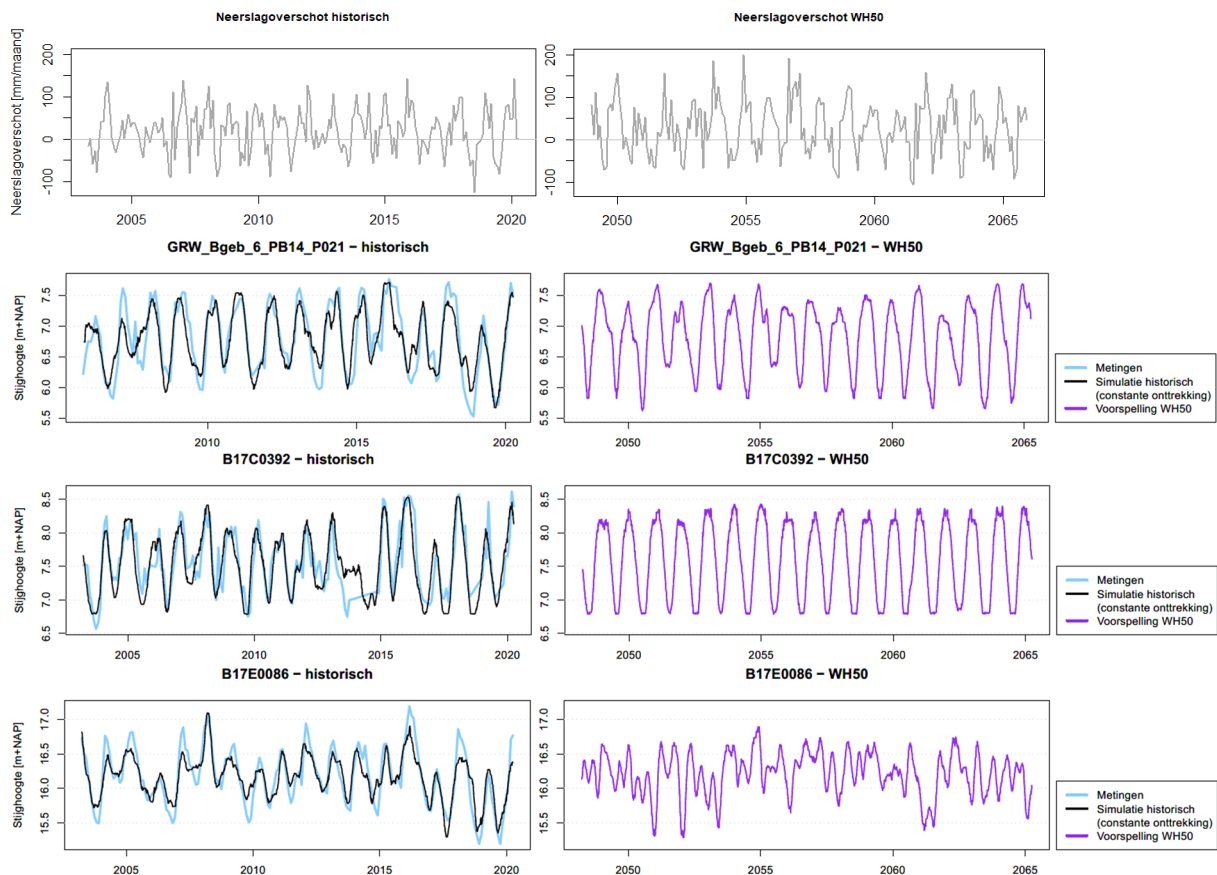 Neerslagoverschot historisch
Neerslagoverschot WH50
Neerslagoverschot [mm/maand]
200
100
0
-100
2005
2010
2015
2020
200
100
0
-100
2050
2055
2060
2065
GRW_Bgeb_6_PB14_P021 − historisch
GRW_Bgeb_6_PB14_P021 − WH50
Stijghoogte [m+NAP]
7.5
7.0
6.5
6.0
5.5
2010
2015
2020
7.5
7.0
6.5
6.0
5.5
2050
2055
2060
2065
Metingen
Simulatie historisch
(constante onttrekking)
Voorspelling WH50
B17C0392 − historisch
B17C0392 − WH50
Stijghoogte [m+NAP]
8.5
8.0
7.5
7.0
6.5
2005
2010
2015
2020
8.5
8.0
7.5
7.0
6.5
2050
2055
2060
2065
Metingen
Simulatie historisch
(constante onttrekking)
Voorspelling WH50
B17E0086 − historisch
B17E0086 − WH50
Stijghoogte [m+NAP]
17.0
16.5
16.0
15.5
2005
2010
2015
2020
17.0
16.5
16.0
15.5
2050
2055
2060
2065
Metingen
Simulatie historisch
(constante onttrekking)
Voorspelling WH50